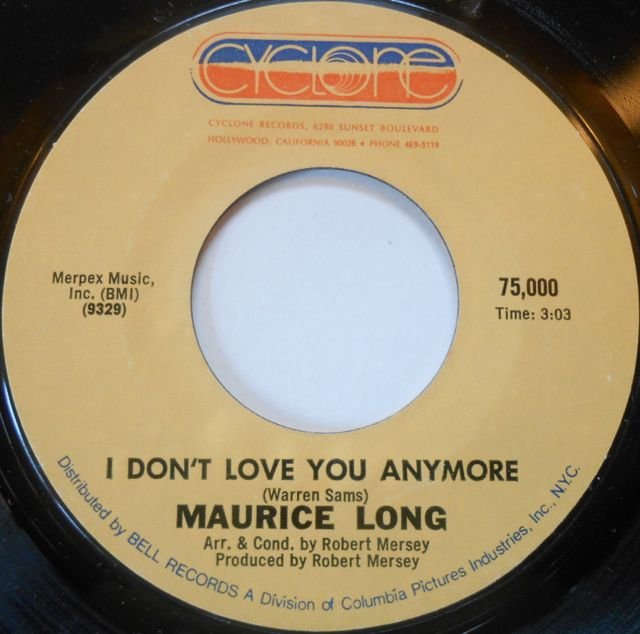 CYCLONE
CYCLONE RECORDS, 6290 SUNSET BOULEVARD
HOLLYWOOD, CALIFORNIA 90028 • PHONE 469-5119
Merpex Music,
Inc. (BMI)
(9329)
75,000
Time: 3:03
I DON'T LOVE YOU ANYMORE
(Warren Sams)
MAURICE LONG
Arr. & Cond. by Robert Mersey
Produced by Robert Mersey
Distributed by BELL RECORDS A Division of Columbia Pictures Industries, Inc., N.Y.C.